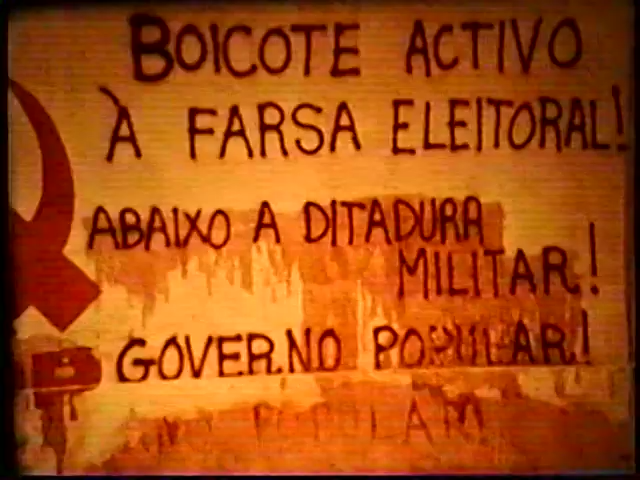 BOICOTE ACTIVO
À FARSA ELEITORAL!
ABAIXO A DITADURA
MILITAR!
GOVERNO POPULAR!